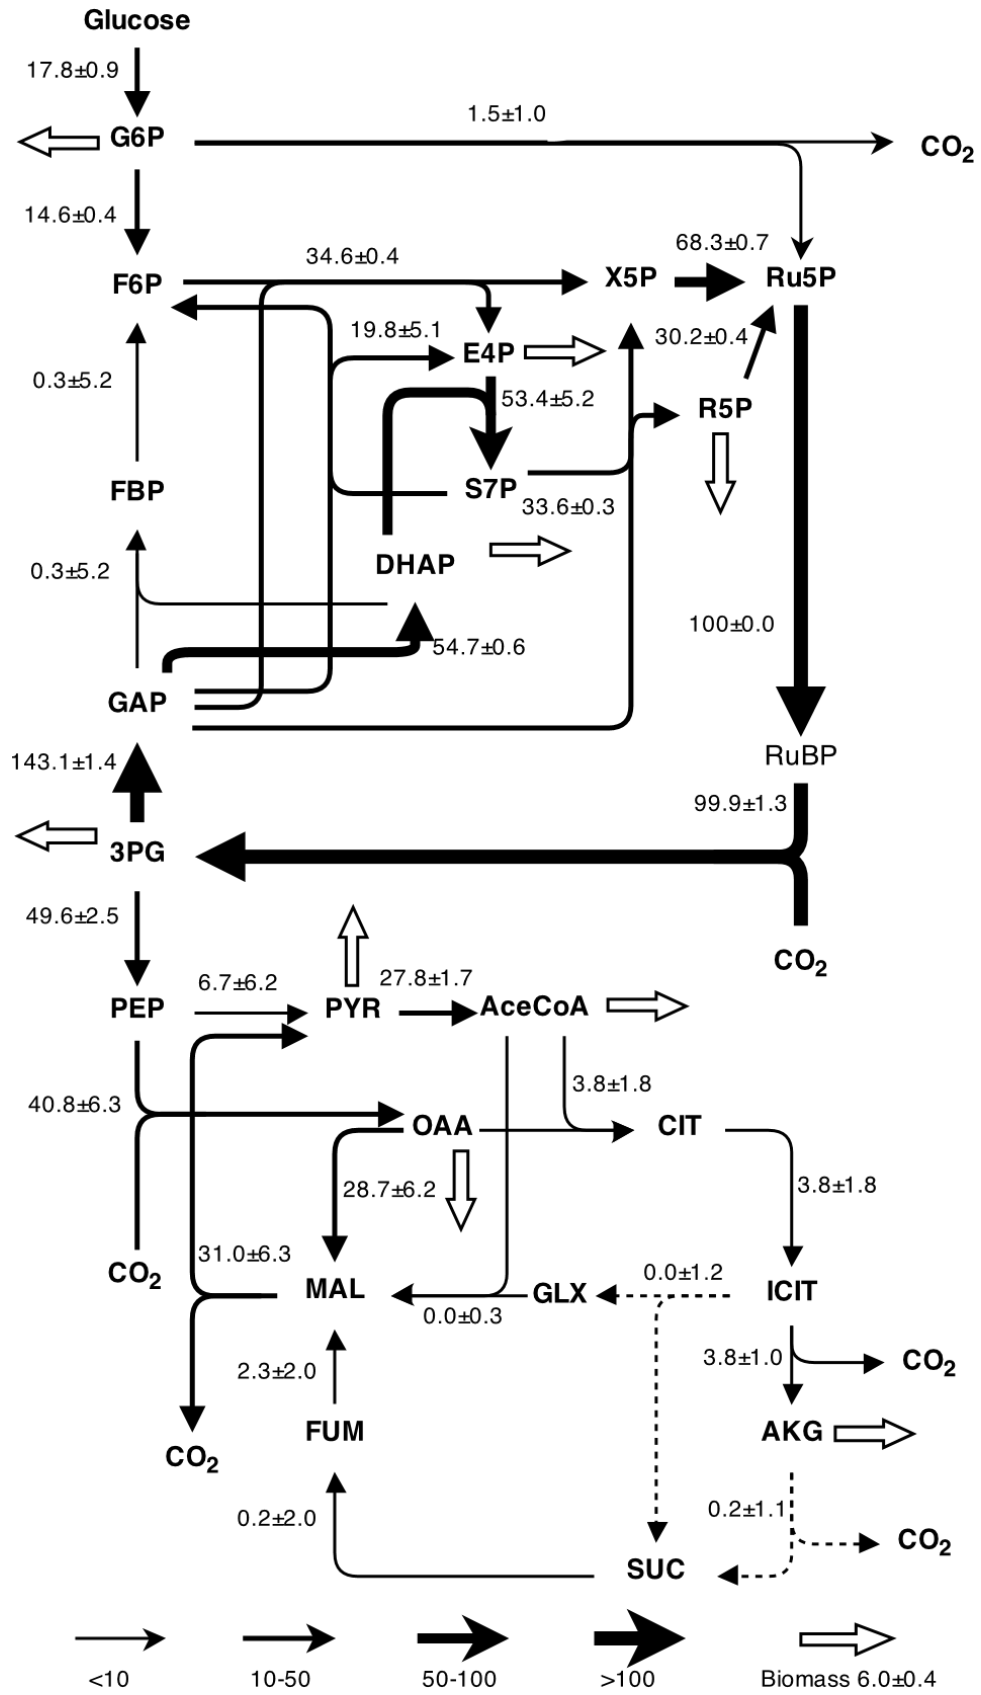 Glucose
17.8±0.9
1.5±1.0
G6P
CO2
14.6±0.4
68.3±0.7
34.6±0.4
F6P
X5P
Ru5P
19.8±5.1
30.2±0.4
E4P
0.3±5.2
53.4±5.2
R5P
FBP
S7P
33.6±0.3
DHAP
0.3±5.2
100±0.0
54.7±0.6
GAP
RuBP
143.1±1.4
99.9±1.3
3PG
49.6±2.5
CO2
6.7±6.2
27.8±1.7
PEP
PYR
AceCoA
3.8±1.8
40.8±6.3
OAA
CIT
28.7±6.2
3.8±1.8
31.0±6.3
CO2
0.0±1.2
MAL
GLX
ICIT
0.0±0.3
3.8±1.0
CO2
2.3±2.0
FUM
AKG
CO2
0.2±1.1
0.2±2.0
CO2
SUC
<10
10-50
50-100
>100
Biomass 6.0±0.4